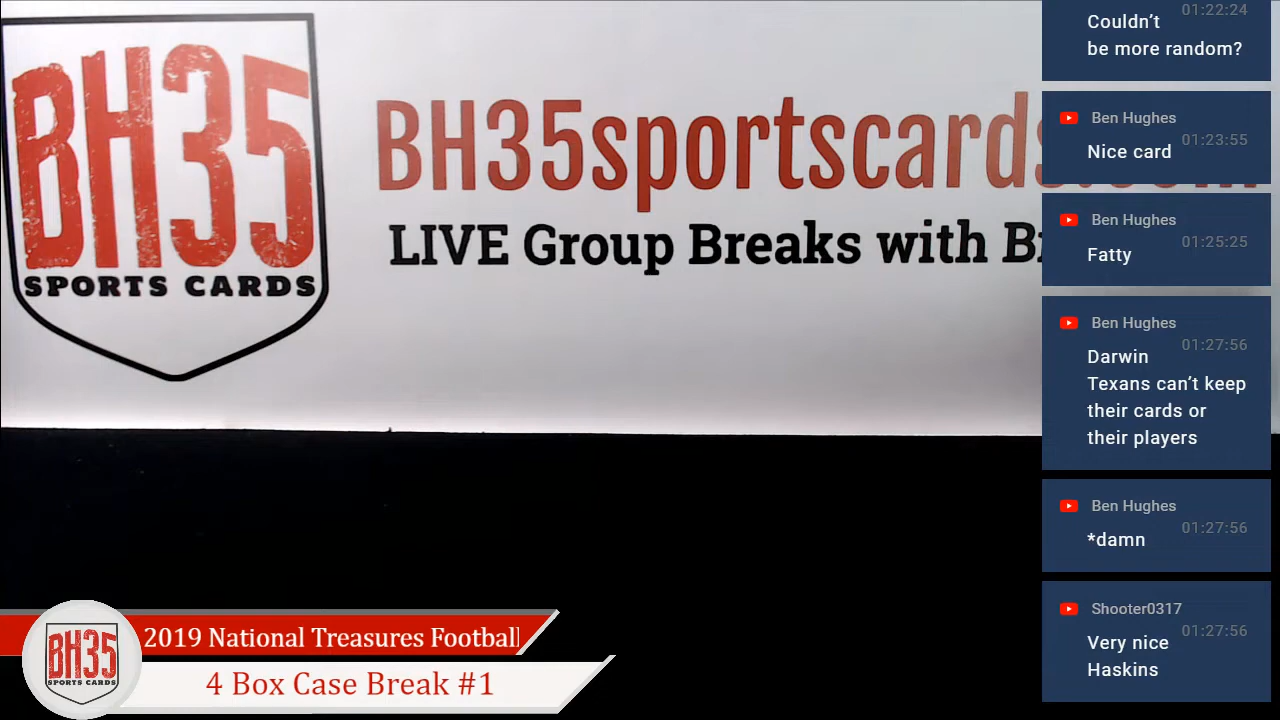 BH35
SPORTS CARDS
BH35sportscards.com
LIVE Group Breaks with
01:22:24
Couldn't
be more random?
Ben Hughes
01:23:55
Nice card
Ben Hughes
01:25:25
Fatty
Ben Hughes
01:27:56
Darwin
Texans can't keep
their cards or
their players
Ben Hughes
01:27:56
*damn
Shooter0317
01:27:56
Very nice
Haskins
BH35
SPORTS CARDS
2019 National Treasures Football
4 Box Case Break #1